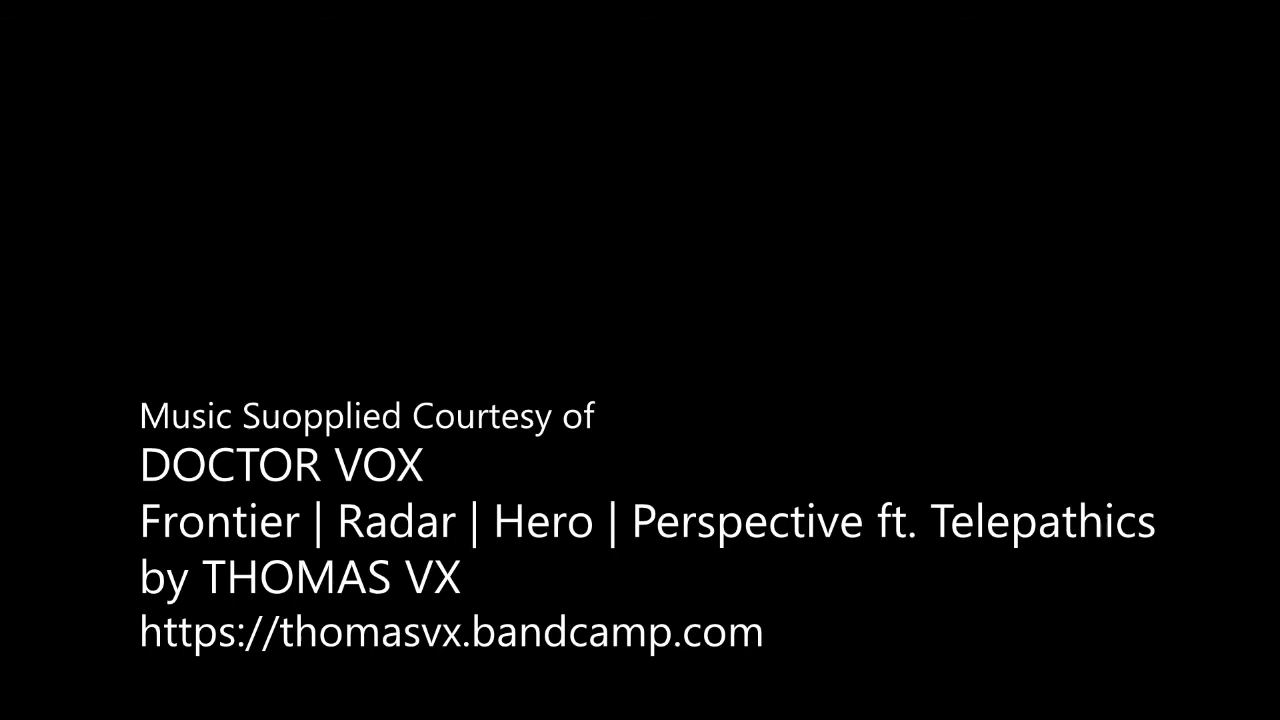 Music Suopplied Courtesy of
DOCTOR VOX
Frontier | Radar | Hero | Perspective ft. Telepathics
by THOMAS VX
https://thomasvx.bandcamp.com